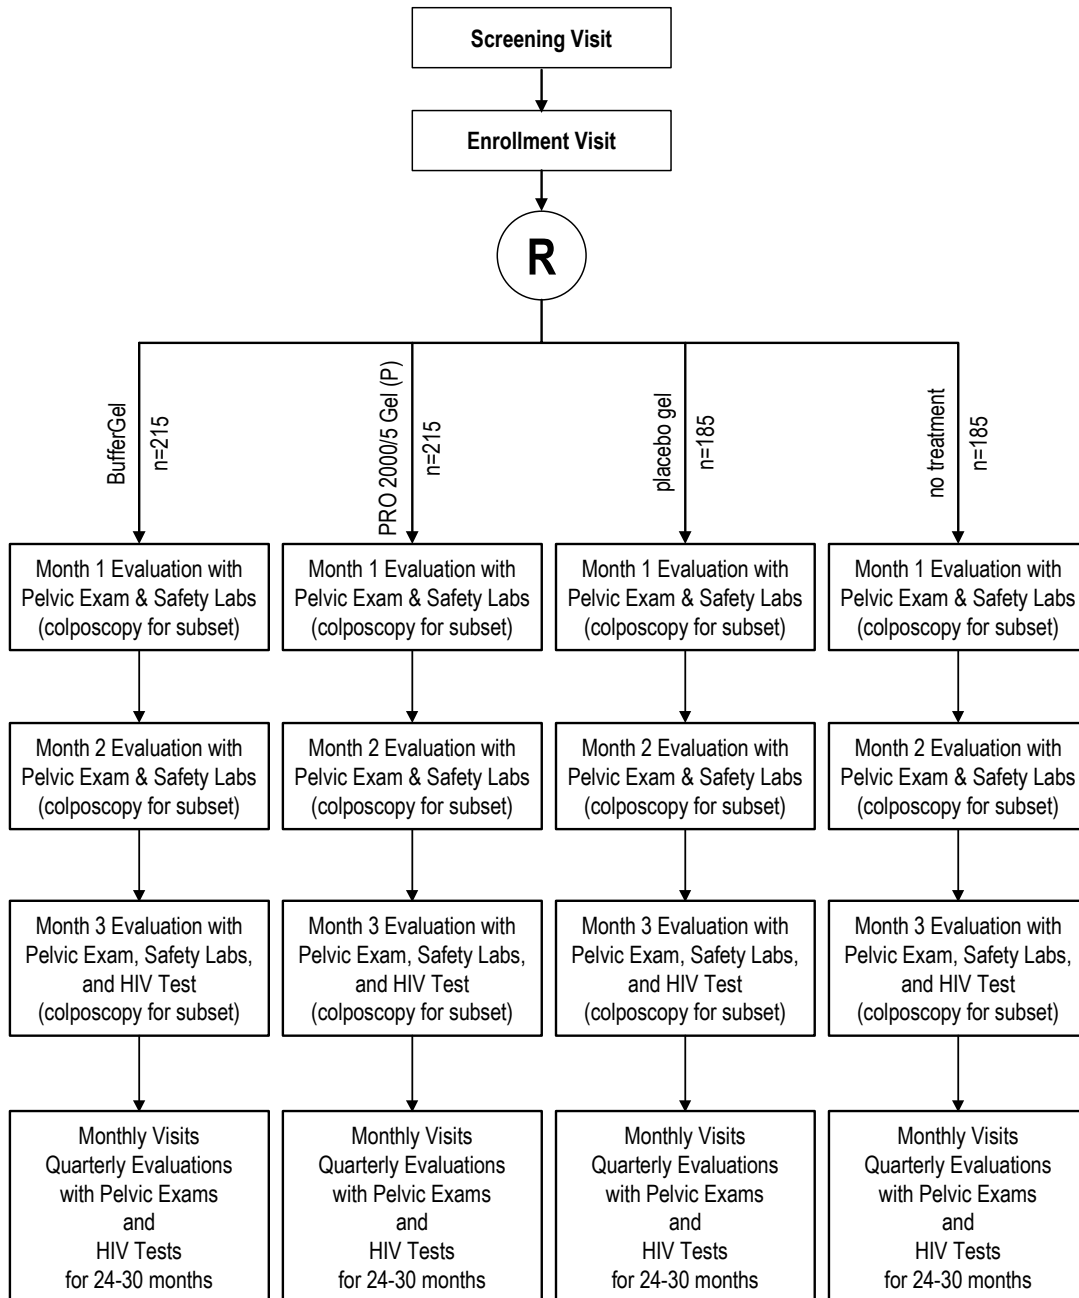 Screening Visit
Enrollment Visit
R
BufferGel
n=215
PRO 2000/5 Gel (P)
n=215
placebo gel
n=185
no treatment
n=185
Month 1 Evaluation with
Pelvic Exam & Safety Labs
(colposcopy for subset)
Month 1 Evaluation with
Pelvic Exam & Safety Labs
(colposcopy for subset)
Month 1 Evaluation with
Pelvic Exam & Safety Labs
(colposcopy for subset)
Month 1 Evaluation with
Pelvic Exam & Safety Labs
(colposcopy for subset)
Month 2 Evaluation with
Pelvic Exam & Safety Labs
(colposcopy for subset)
Month 2 Evaluation with
Pelvic Exam & Safety Labs
(colposcopy for subset)
Month 2 Evaluation with
Pelvic Exam & Safety Labs
(colposcopy for subset)
Month 2 Evaluation with
Pelvic Exam & Safety Labs
(colposcopy for subset)
Month 3 Evaluation with
Pelvic Exam, Safety Labs,
and HIV Test
(colposcopy for subset)
Month 3 Evaluation with
Pelvic Exam, Safety Labs,
and HIV Test
(colposcopy for subset)
Month 3 Evaluation with
Pelvic Exam, Safety Labs,
and HIV Test
(colposcopy for subset)
Month 3 Evaluation with
Pelvic Exam, Safety Labs,
and HIV Test
(colposcopy for subset)
Monthly Visits
Quarterly Evaluations
with Pelvic Exams
and
HIV Tests
for 24-30 months
Monthly Visits
Quarterly Evaluations
with Pelvic Exams
and
HIV Tests
for 24-30 months
Monthly Visits
Quarterly Evaluations
with Pelvic Exams
and
HIV Tests
for 24-30 months
Monthly Visits
Quarterly Evaluations
with Pelvic Exams
and
HIV Tests
for 24-30 months